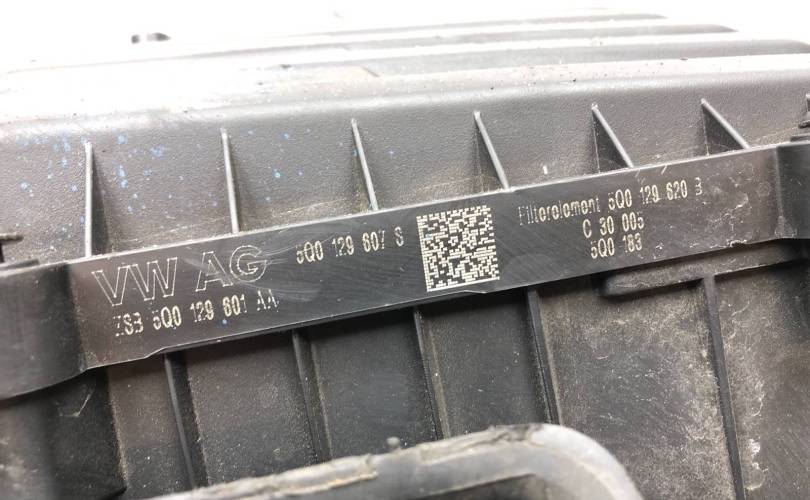 VW AG
ZSB 5Q0 129 601 AA
5Q0 129 607 S
Filterelement 5Q0 129 620 B
C 30 005
5Q0 183